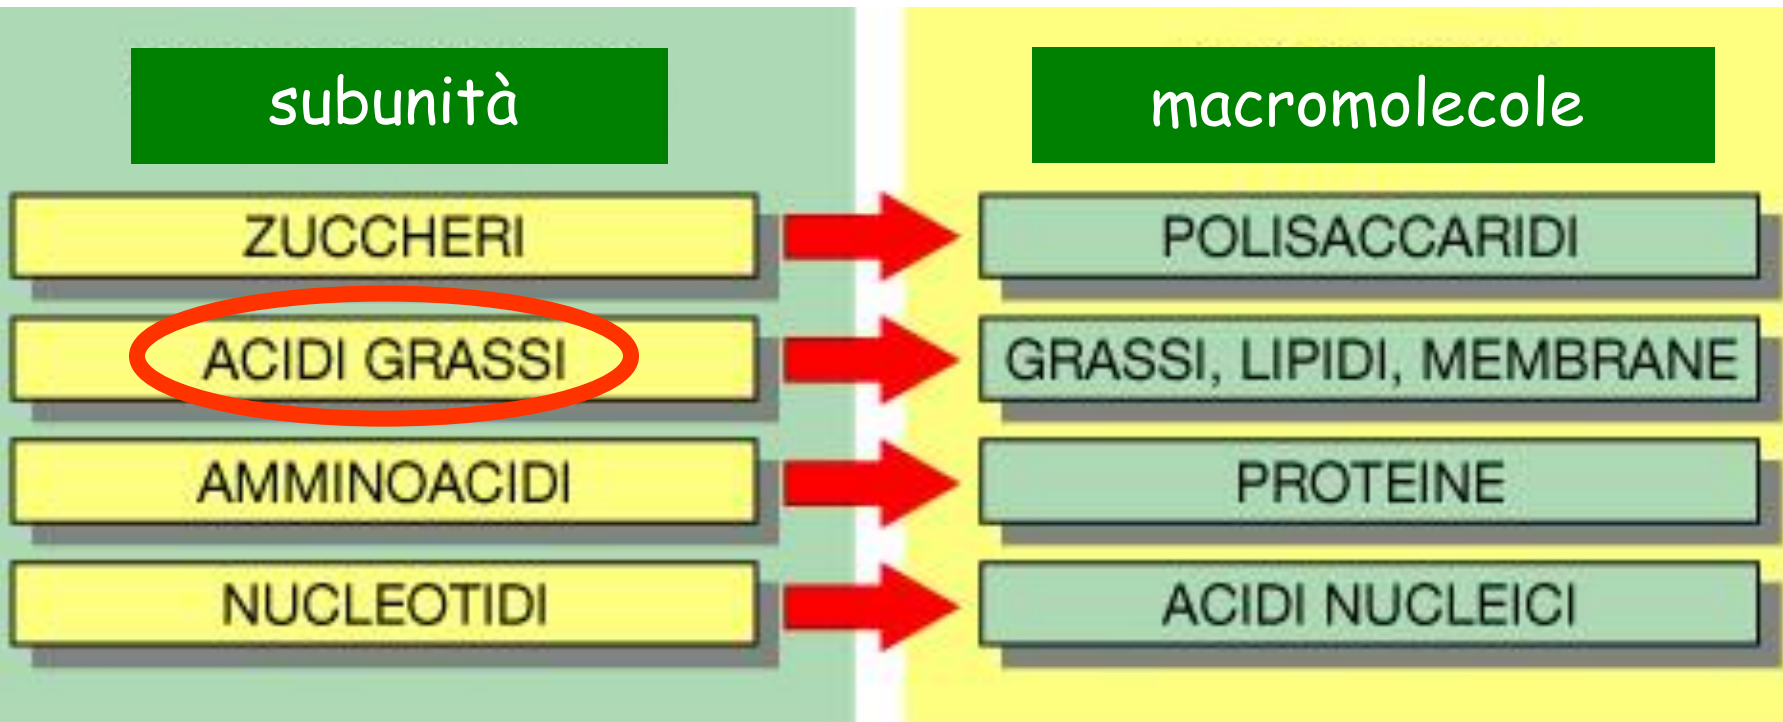 subunità
macromolecole
ZUCCHERI
POLISACCARIDI
ACIDI GRASSI
GRASSI, LIPIDI, MEMBRANE
AMMINOACIDI
PROTEINE
NUCLEOTIDI
ACIDI NUCLEICI